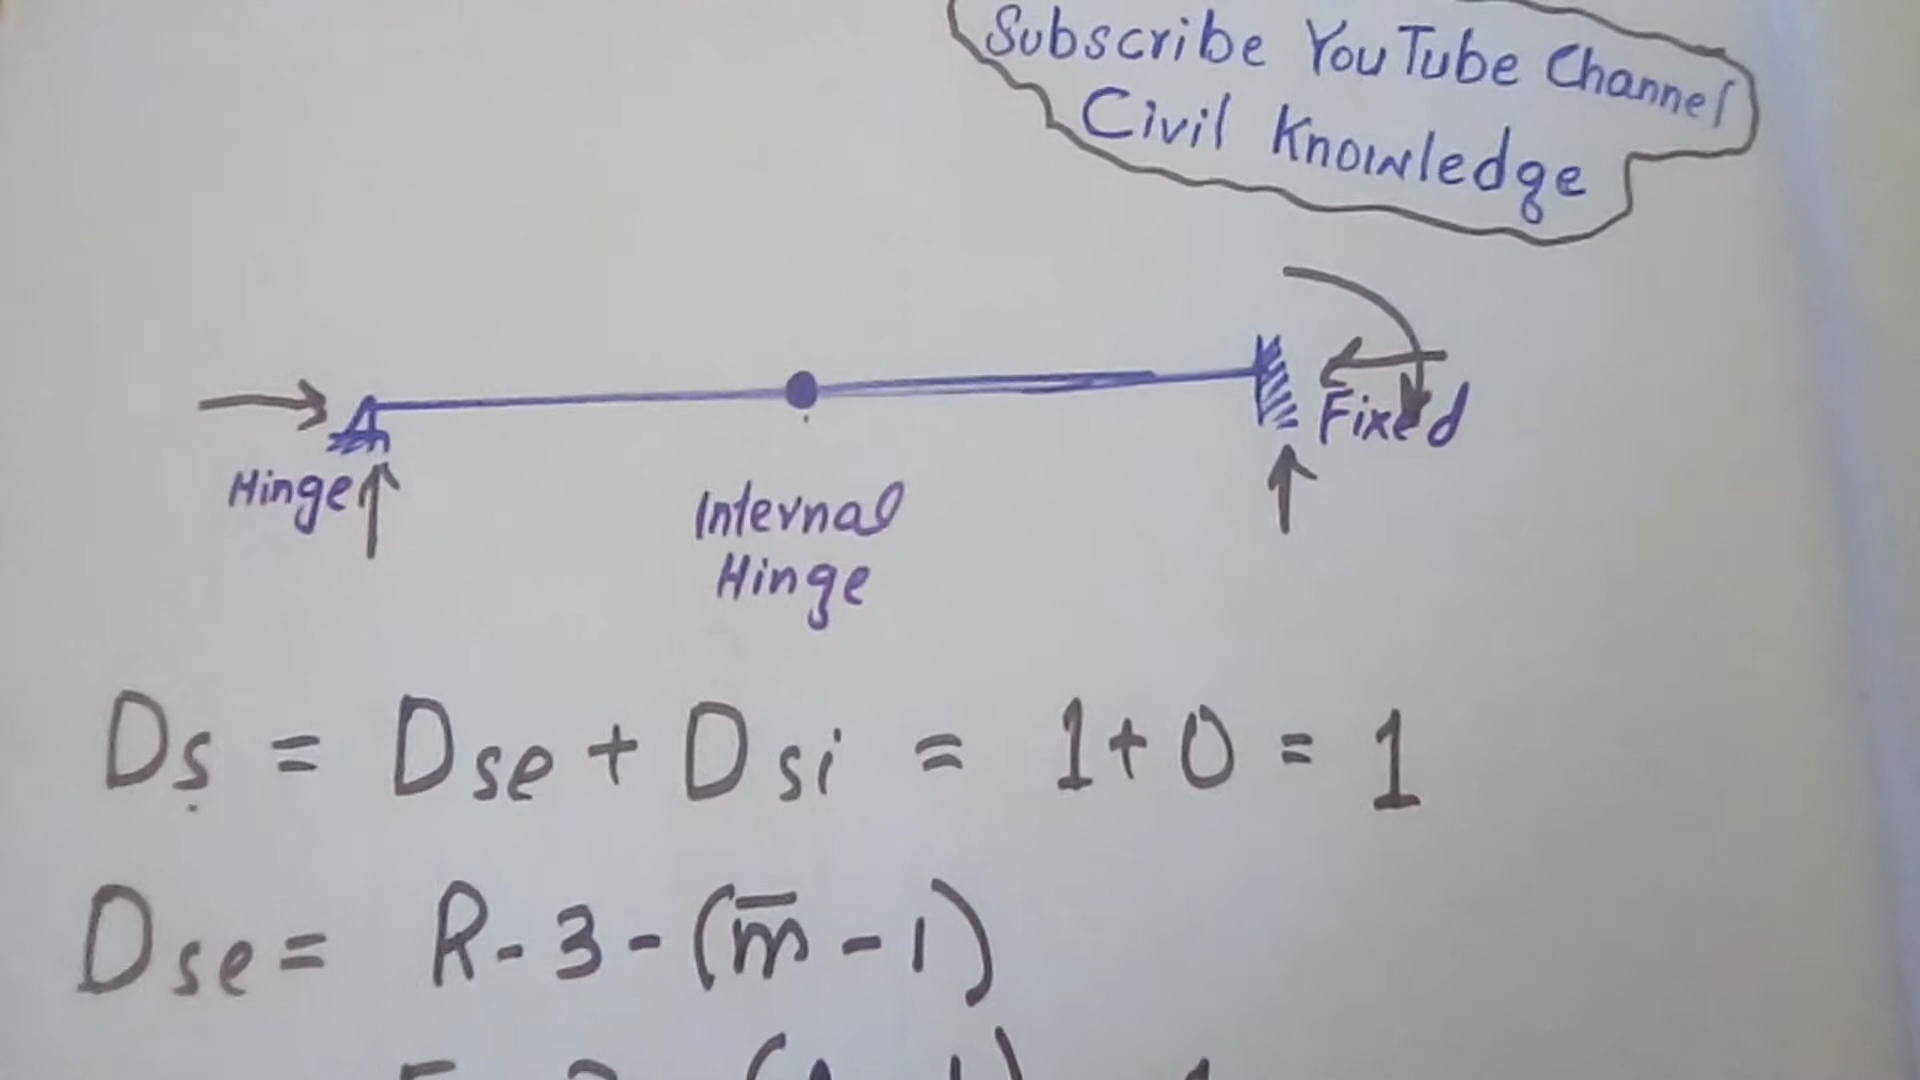 Subscribe YouTube Channel
Civil Knowledge
Hinge
Internal
Hinge
Fixed
Ds = Dse + Dsi = 1 + 0 = 1
Dse = R - 3 - (m̅ - 1)